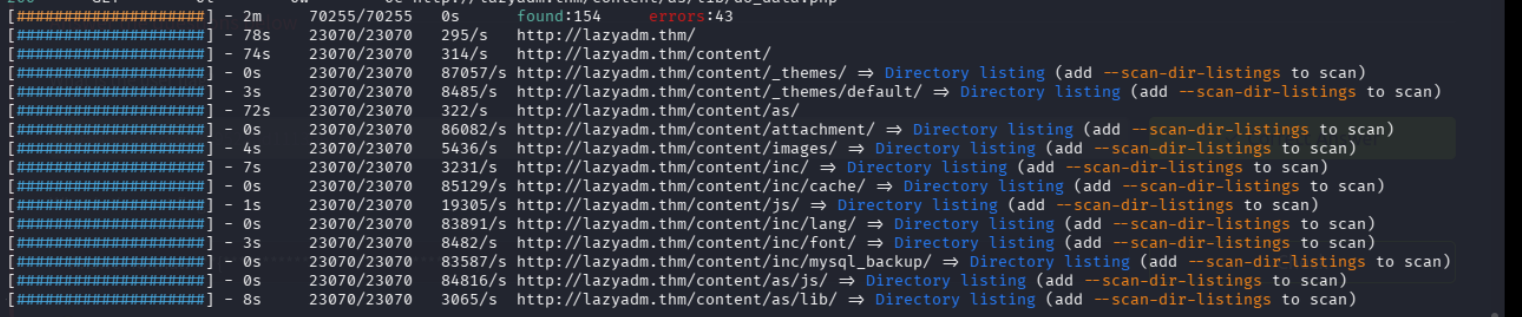 [####################] - 2m     70255/70255   0s      found:154     errors:43
[####################] - 78s    23070/23070   295/s   http://lazyadm.thm/
[####################] - 74s    23070/23070   314/s   http://lazyadm.thm/content/
[####################] - 0s     23070/23070   87057/s http://lazyadm.thm/content/_themes/ => Directory listing (add --scan-dir-listings to scan)
[####################] - 3s     23070/23070   8485/s  http://lazyadm.thm/content/_themes/default/ => Directory listing (add --scan-dir-listings to scan)
[####################] - 72s    23070/23070   322/s   http://lazyadm.thm/content/as/
[####################] - 0s     23070/23070   86082/s http://lazyadm.thm/content/attachment/ => Directory listing (add --scan-dir-listings to scan)
[####################] - 4s     23070/23070   5436/s  http://lazyadm.thm/content/images/ => Directory listing (add --scan-dir-listings to scan)
[####################] - 7s     23070/23070   3231/s  http://lazyadm.thm/content/inc/ => Directory listing (add --scan-dir-listings to scan)
[####################] - 0s     23070/23070   85129/s http://lazyadm.thm/content/inc/cache/ => Directory listing (add --scan-dir-listings to scan)
[####################] - 1s     23070/23070   19305/s http://lazyadm.thm/content/js/ => Directory listing (add --scan-dir-listings to scan)
[####################] - 0s     23070/23070   83891/s http://lazyadm.thm/content/inc/lang/ => Directory listing (add --scan-dir-listings to scan)
[####################] - 3s     23070/23070   8482/s  http://lazyadm.thm/content/inc/font/ => Directory listing (add --scan-dir-listings to scan)
[####################] - 0s     23070/23070   83587/s http://lazyadm.thm/content/inc/mysql_backup/ => Directory listing (add --scan-dir-listings to scan)
[####################] - 0s     23070/23070   84816/s http://lazyadm.thm/content/as/js/ => Directory listing (add --scan-dir-listings to scan)
[####################] - 8s     23070/23070   3065/s  http://lazyadm.thm/content/as/lib/ => Directory listing (add --scan-dir-listings to scan)